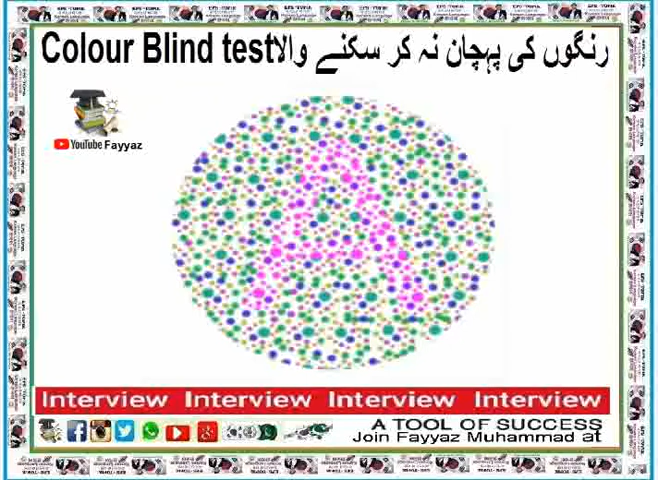 Colour Blind test رنگوں کی پہچان نہ کر سکنے والا
YouTube Fayyaz
A
Interview Interview Interview Interview
A TOOL OF SUCCESS
Join Fayyaz Muhammad at